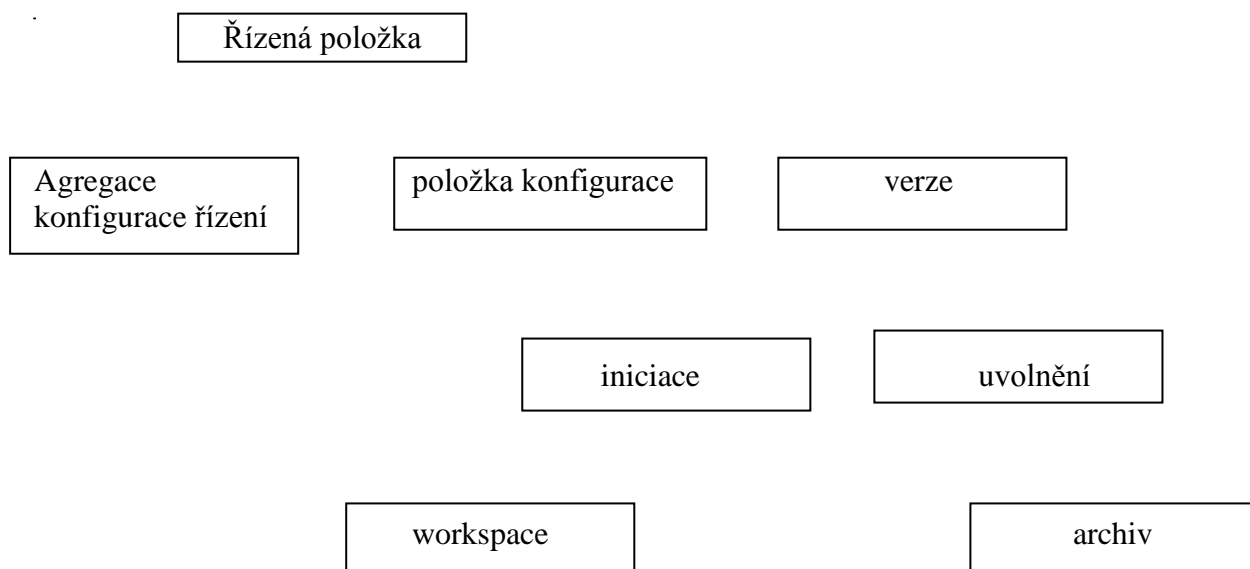 Řízená položka
Agregace
konfigurace řízení
položka konfigurace
verze
iniciace
uvolnění
workspace
archiv